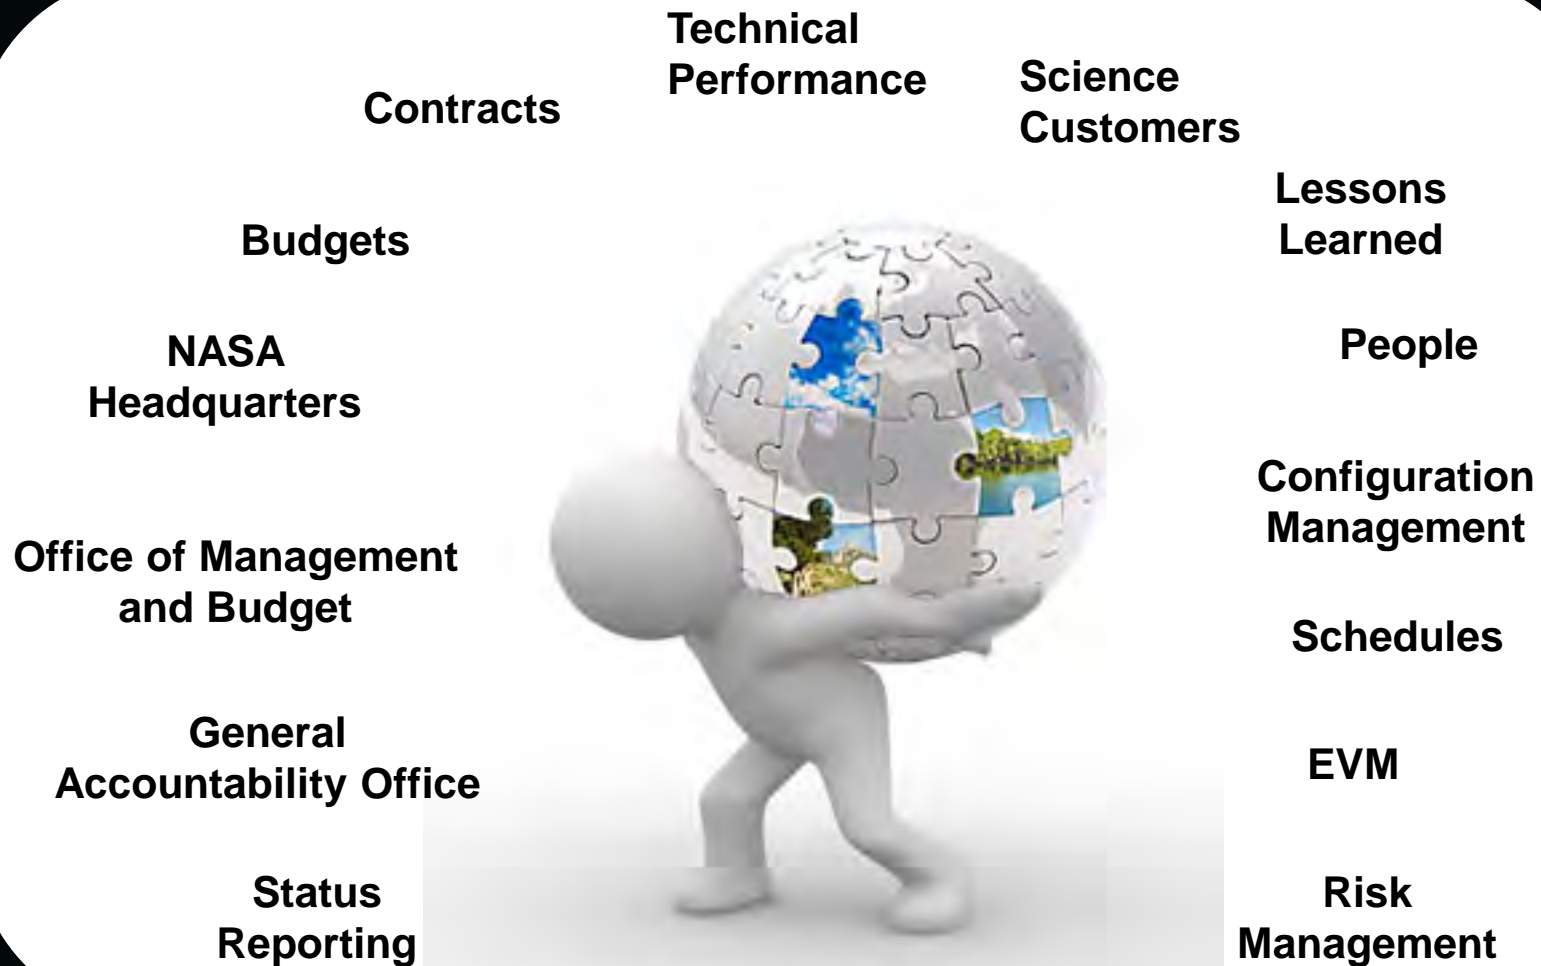 Technical
Performance
Science
Customers
Contracts
Lessons
Learned
Budgets
People
NASA
Headquarters
Configuration
Management
Office of Management
and Budget
Schedules
General
Accountability Office
EVM
Status
Reporting
Risk
Management